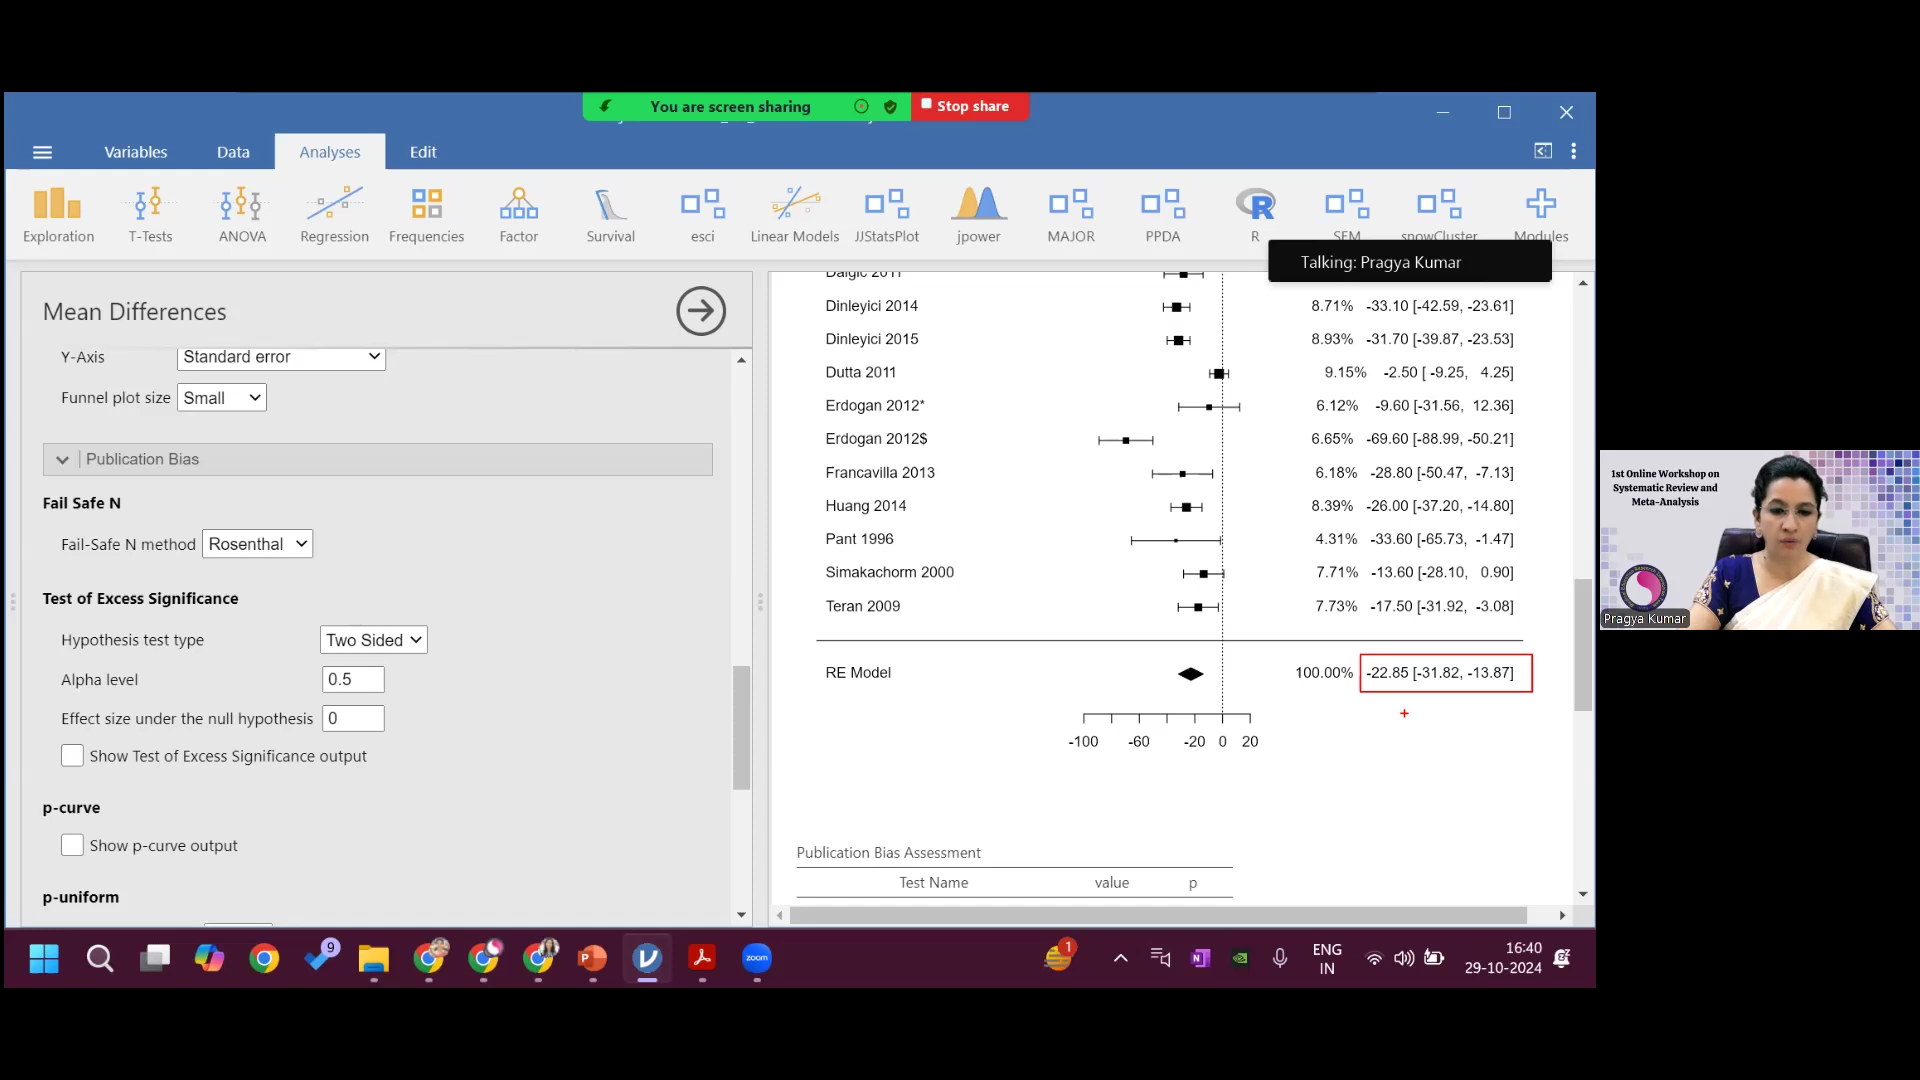 You are screen sharing
Stop share
Variables Data Analyses Edit
Exploration T-Tests ANOVA Regression Frequencies Factor Survival esci Linear Models JJStatsPlot jpower MAJOR PPDA R SEM snowCluster Modules
Talking: Pragya Kumar
Mean Differences
Y-Axis Standard error
Funnel plot size Small
Publication Bias
Fail Safe N
Fail-Safe N method Rosenthal
Test of Excess Significance
Hypothesis test type Two Sided
Alpha level 0.5
Effect size under the null hypothesis 0
Show Test of Excess Significance output
p-curve
Show p-curve output
p-uniform
Dalgic 2011
Dinleyici 2014 8.71% -33.10 [-42.59, -23.61]
Dinleyici 2015 8.93% -31.70 [-39.87, -23.53]
Dutta 2011 9.15% -2.50 [ -9.25, 4.25]
Erdogan 2012* 6.12% -9.60 [-31.56, 12.36]
Erdogan 2012$ 6.65% -69.60 [-88.99, -50.21]
Francavilla 2013 6.18% -28.80 [-50.47, -7.13]
Huang 2014 8.39% -26.00 [-37.20, -14.80]
Pant 1996 4.31% -33.60 [-65.73, -1.47]
Simakachorm 2000 7.71% -13.60 [-28.10, 0.90]
Teran 2009 7.73% -17.50 [-31.92, -3.08]
RE Model 100.00% -22.85 [-31.82, -13.87]
-100 -60 -20 0 20
Publication Bias Assessment
Test Name value p
1st Online Workshop on
Systematic Review and
Meta-Analysis
Pragya Kumar
9
zoom
1
ENG
IN
16:40
29-10-2024